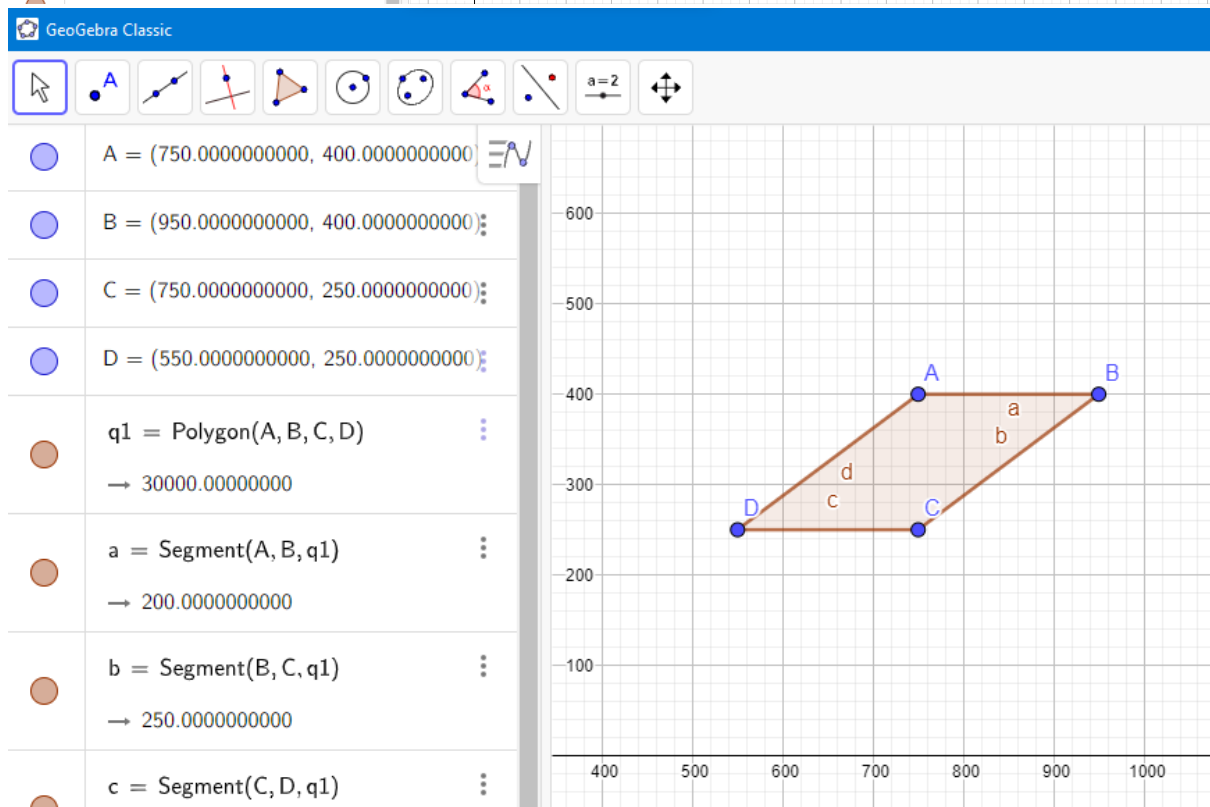 GeoGebra Classic
A
α
a=2
A = (750.0000000000, 400.0000000000)
B = (950.0000000000, 400.0000000000)
C = (750.0000000000, 250.0000000000)
D = (550.0000000000, 250.0000000000)
q1 = Polygon(A, B, C, D)
→ 30000.00000000
a = Segment(A, B, q1)
→ 200.0000000000
b = Segment(B, C, q1)
→ 250.0000000000
c = Segment(C, D, q1)
600
500
400
300
200
100
A
B
a
b
d
c
D
C
400 500 600 700 800 900 1000